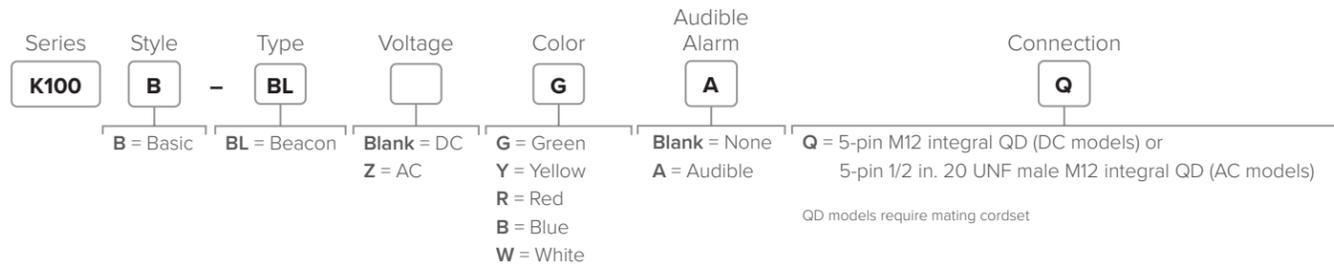 Series Style Type Voltage Color Audible Alarm Connection
K100 B – BL G A Q
B = Basic
BL = Beacon
Blank = DC
Z = AC
G = Green
Y = Yellow
R = Red
B = Blue
W = White
Blank = None
A = Audible
Q = 5-pin M12 integral QD (DC models) or
5-pin 1/2 in. 20 UNF male M12 integral QD (AC models)
QD models require mating cordset